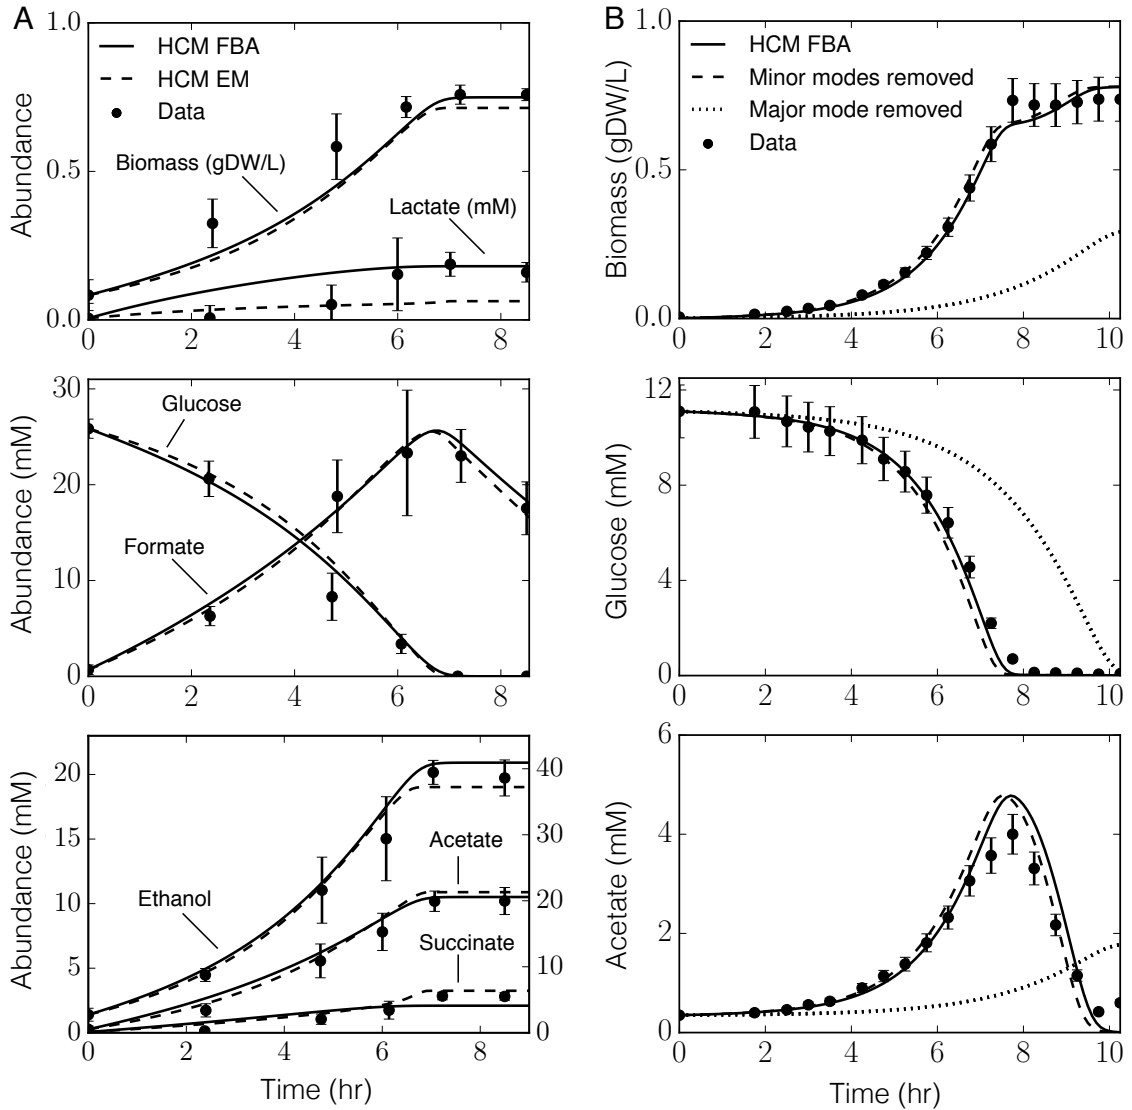 A
HCM FBA
HCM EM
Data
Biomass (gDW/L)
Lactate (mM)
Abundance
1.0
0.5
0.0
0 2 4 6 8
Glucose
Formate
Abundance (mM)
30
20
10
0
0 2 4 6 8
Ethanol
Acetate
Succinate
Abundance (mM)
20
15
10
5
0
40
30
20
10
0
0 2 4 6 8
Time (hr)
B
HCM FBA
Minor modes removed
Major mode removed
Data
Biomass (gDW/L)
1.0
0.5
0.0
0 2 4 6 8 10
Glucose (mM)
12
8
4
0
0 2 4 6 8 10
Acetate (mM)
6
4
2
0
0 2 4 6 8 10
Time (hr)